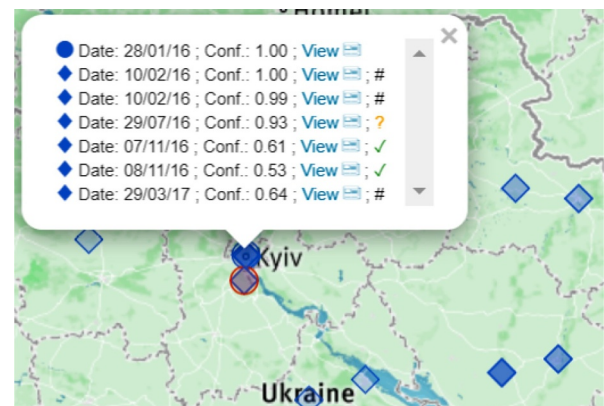 Homel
×
Date: 28/01/16 ; Conf.: 1.00 ; View
Date: 10/02/16 ; Conf.: 1.00 ; View ; #
Date: 10/02/16 ; Conf.: 0.99 ; View ; #
Date: 29/07/16 ; Conf.: 0.93 ; View ; ?
Date: 07/11/16 ; Conf.: 0.61 ; View ; ✓
Date: 08/11/16 ; Conf.: 0.53 ; View ; ✓
Date: 29/03/17 ; Conf.: 0.64 ; View ; #
Kyiv
Ukraine